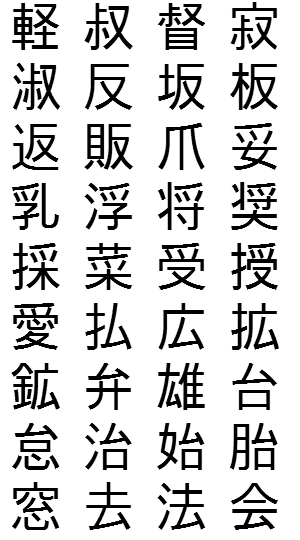 軽 叔 督 寂
淑 反 坂 板
返 販 爪 妥
乳 浮 将 奨
採 菜 受 授
愛 払 広 拡
鉱 弁 雄 台
怠 治 始 胎
窓 去 法 会